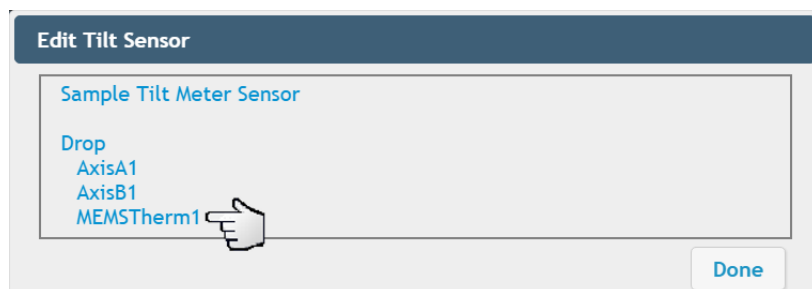 Edit Tilt Sensor
Sample Tilt Meter Sensor
Drop
AxisA1
AxisB1
MEMSTherm1
Done